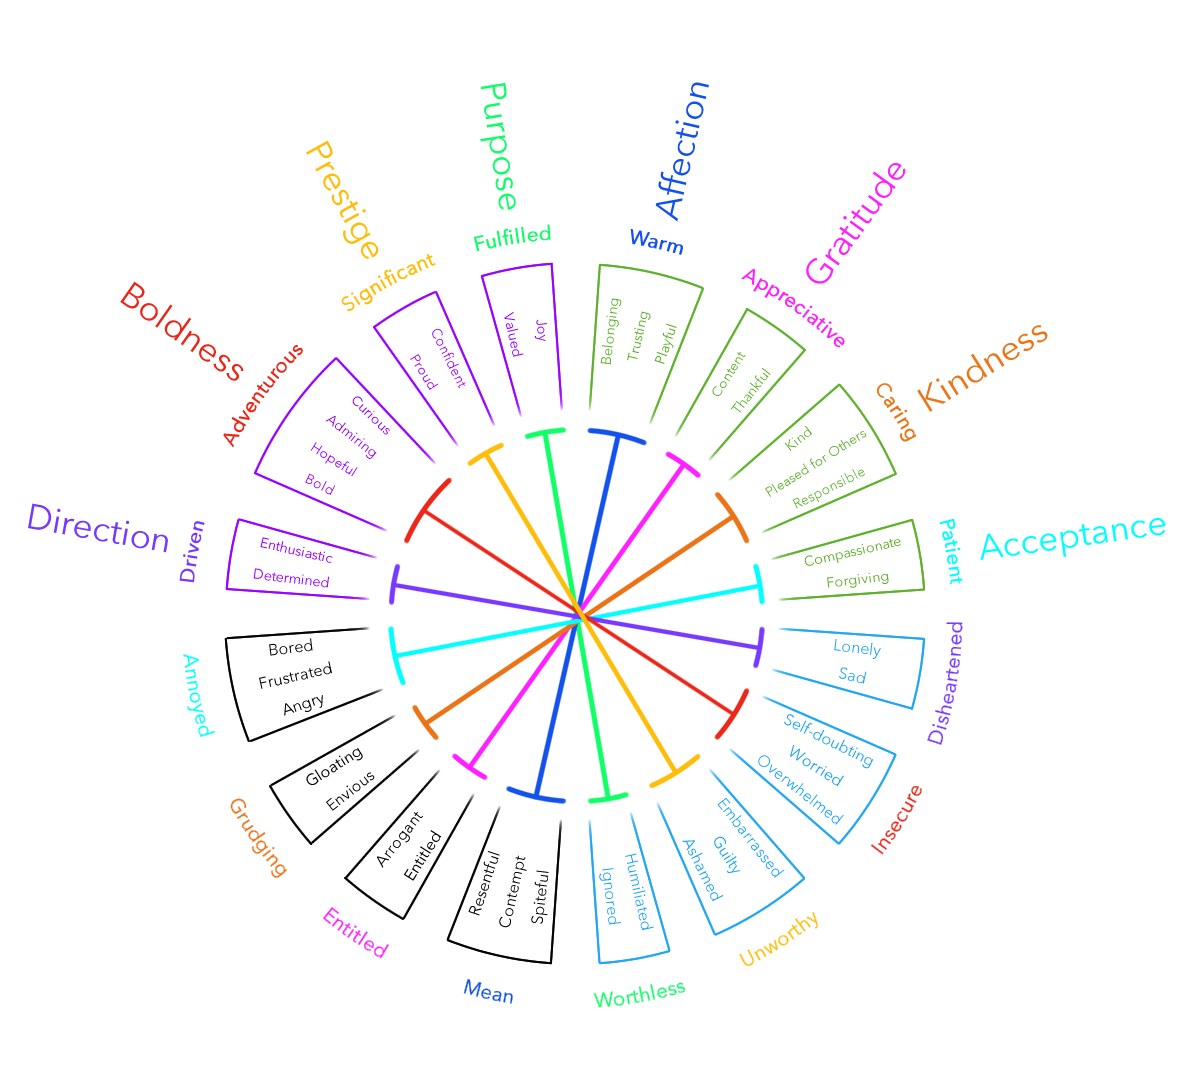 Purpose
Fulfilled
Valued
Joy
Affection
Warm
Belonging
Trusting
Playful
Gratitude
Appreciative
Content
Thankful
Kindness
Caring
Kind
Pleased for Others
Responsible
Acceptance
Patient
Compassionate
Forgiving
Disheartened
Lonely
Sad
Insecure
Self-doubting
Worried
Overwhelmed
Unworthy
Embarrassed
Guilty
Ashamed
Worthless
Humiliated
Ignored
Mean
Spiteful
Contempt
Resentful
Entitled
Entitled
Arrogant
Grudging
Envious
Gloating
Annoyed
Angry
Frustrated
Bored
Direction
Driven
Determined
Enthusiastic
Boldness
Adventurous
Bold
Hopeful
Admiring
Curious
Prestige
Significant
Proud
Confident